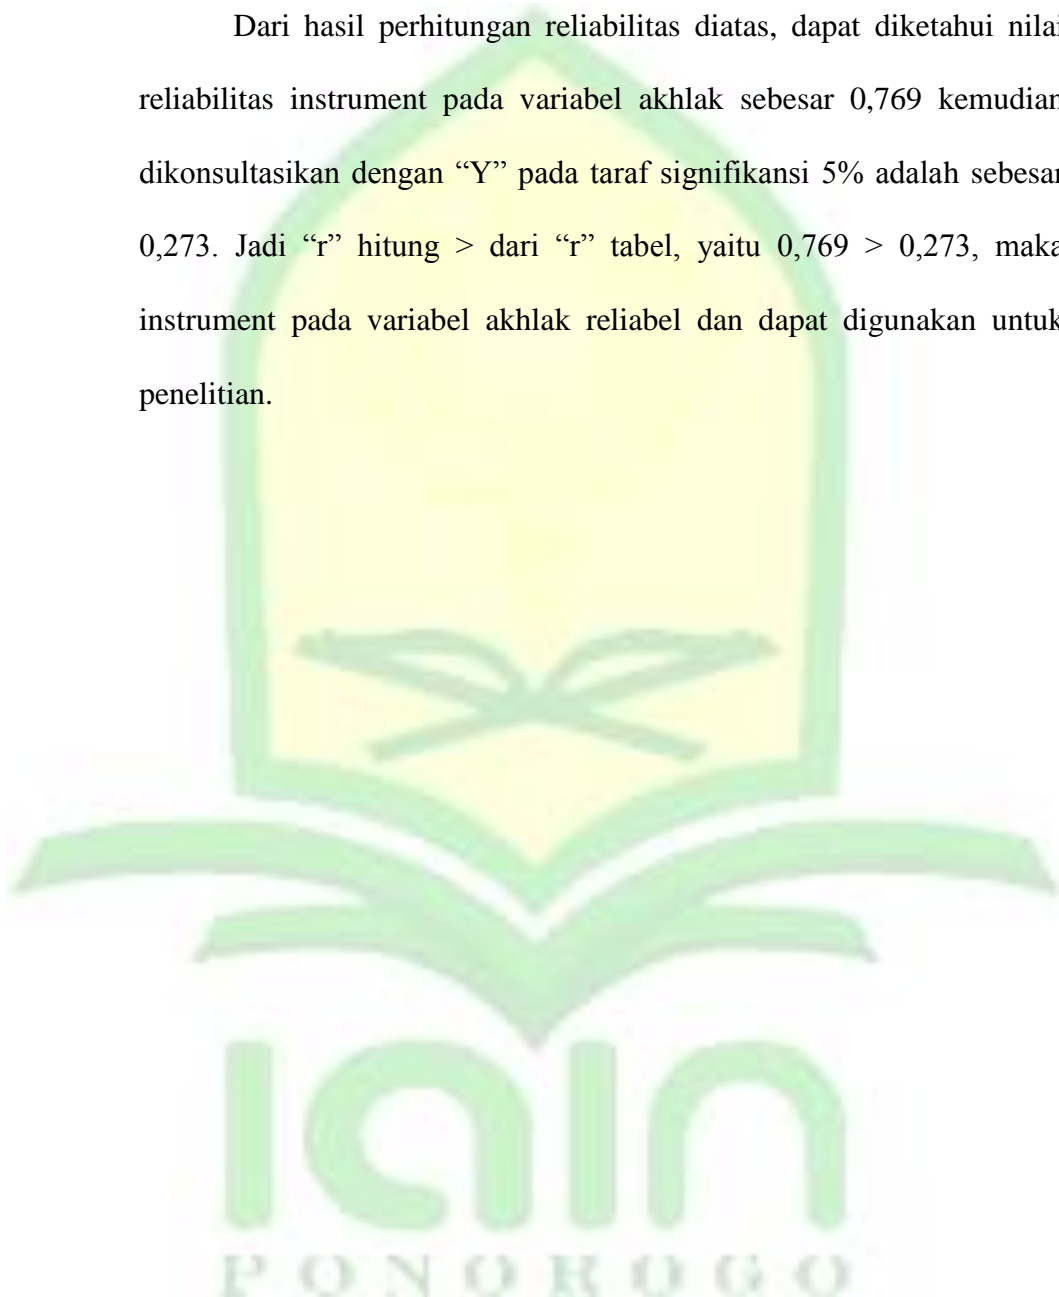 Dari hasil perhitungan reliabilitas diatas, dapat diketahui nilai
reliabilitas instrument pada variabel akhlak sebesar 0,769 kemudian
dikonsultasikan dengan “Y” pada taraf signifikansi 5% adalah sebesar
0,273. Jadi “r” hitung > dari “r” tabel, yaitu 0,769 > 0,273, maka
instrument pada variabel akhlak reliabel dan dapat digunakan untuk
penelitian.
iain
PONOROGO